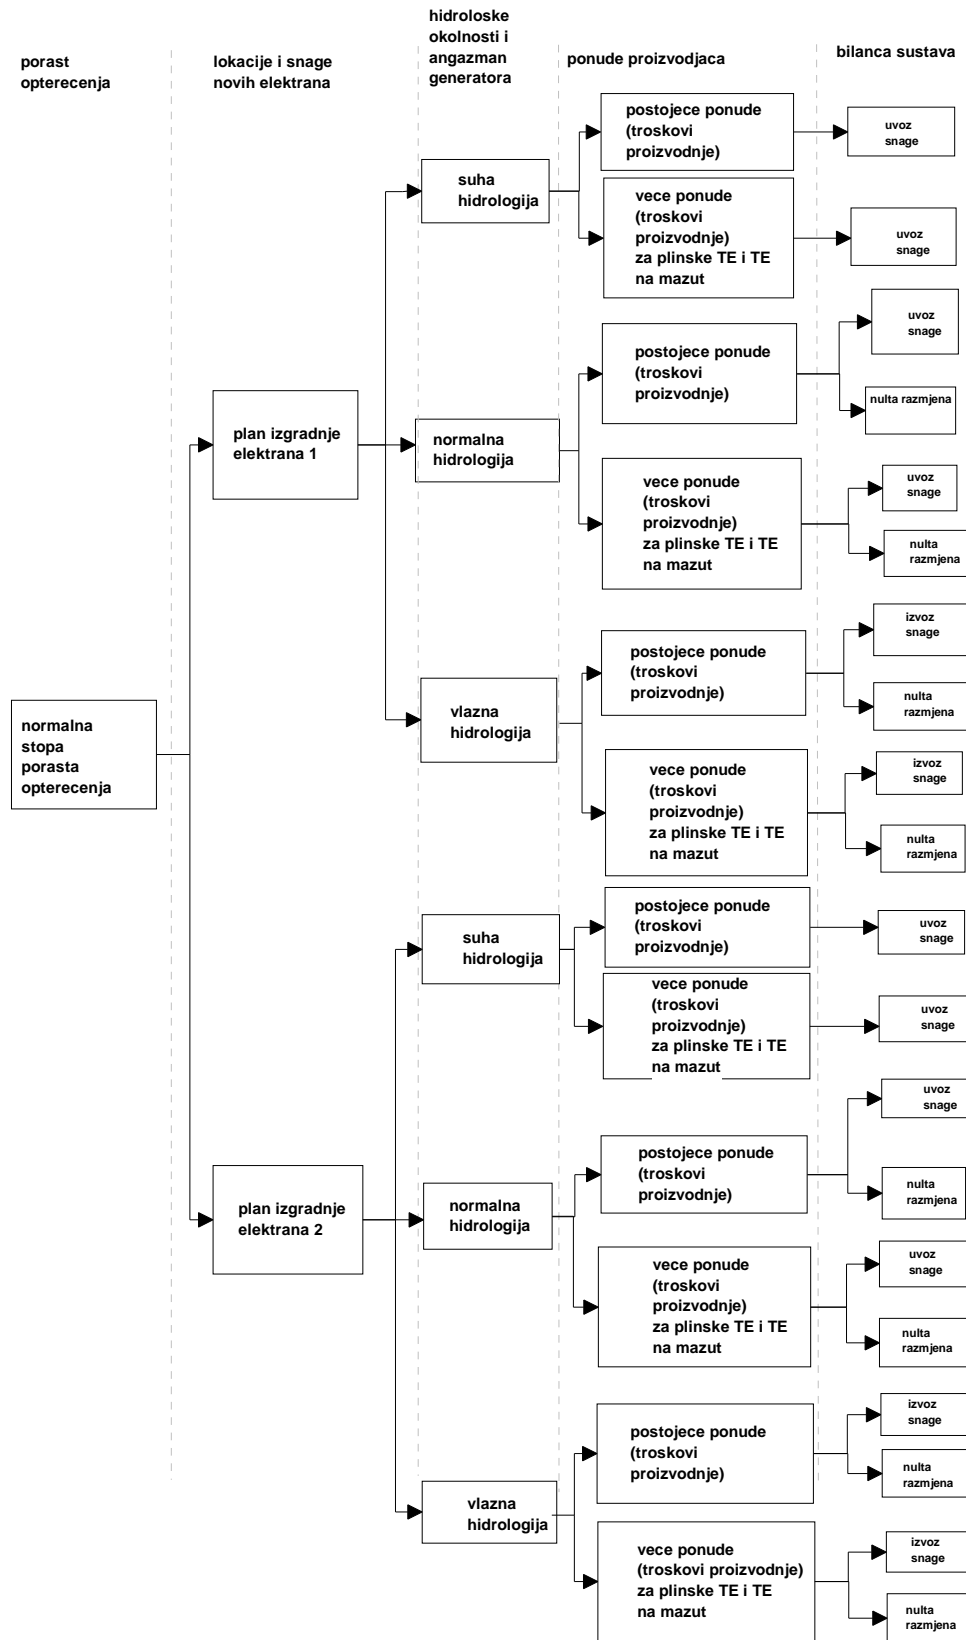 porast
opterecenja
lokacije i snage
novih elektrana
hidroloske
okolnosti i
angazman
generatora
ponude proizvodjaca
bilanca sustava
normalna
stopa
porasta
opterecenja
plan izgradnje
elektrana 1
suha
hidrologija
postojece ponude
(troskovi
proizvodnje)
uvoz
snage
vece ponude
(troskovi
proizvodnje)
za plinske TE i TE
na mazut
uvoz
snage
normalna
hidrologija
postojece ponude
(troskovi
proizvodnje)
uvoz
snage
nulta razmjena
vece ponude
(troskovi
proizvodnje)
za plinske TE i TE
na mazut
uvoz
snage
nulta
razmjena
vlazna
hidrologija
postojece ponude
(troskovi
proizvodnje)
izvoz
snage
nulta
razmjena
vece ponude
(troskovi
proizvodnje)
za plinske TE i TE
na mazut
izvoz
snage
nulta
razmjena
plan izgradnje
elektrana 2
suha
hidrologija
postojece ponude
(troskovi
proizvodnje)
uvoz
snage
vece ponude
(troskovi
proizvodnje)
za plinske TE i TE
na mazut
uvoz
snage
normalna
hidrologija
postojece ponude
(troskovi
proizvodnje)
uvoz
snage
nulta
razmjena
vece ponude
(troskovi
proizvodnje)
za plinske TE i TE
na mazut
uvoz
snage
nulta
razmjena
vlazna
hidrologija
postojece ponude
(troskovi
proizvodnje)
izvoz
snage
nulta
razmjena
vece ponude
(troskovi proizvodnje)
za plinske TE i TE
na mazut
izvoz
snage
nulta
razmjena